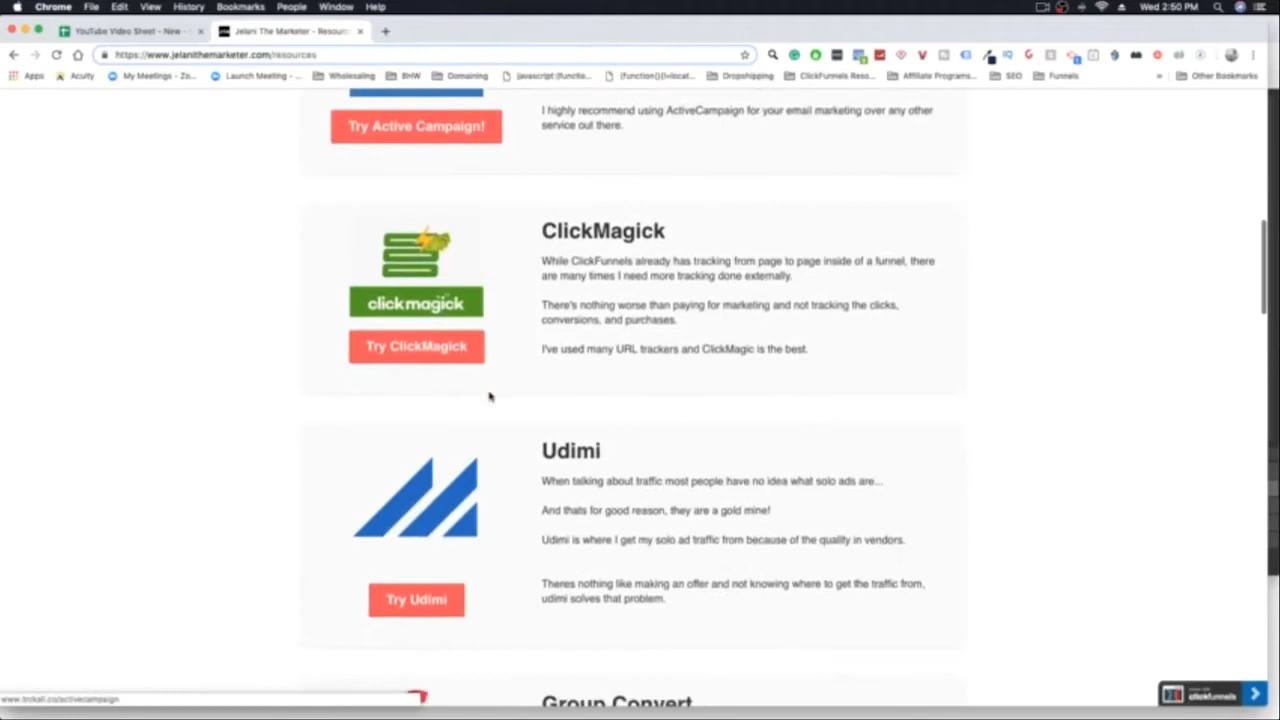 Chrome File Edit View History Bookmarks People Window Help Wed 2:50 PM
YouTube Video Sheet - New - Jelani The Marketer - Resourc
https://www.jelanithemarketer.com/resources
Apps Acuity My Meetings - Zo... Launch Meeting - ... Wholesaling BHW Domaining javascript:(functio... (function(){l=locat... Dropshipping ClickFunnels Reso... Affiliate Programs... SEO Funnels » Other Bookmarks
I highly recommend using ActiveCampaign for your email marketing over any other
service out there.
Try Active Campaign!
ClickMagick
While ClickFunnels already has tracking from page to page inside of a funnel, there
are many times I need more tracking done externally.
There's nothing worse than paying for marketing and not tracking the clicks,
conversions, and purchases.
I've used many URL trackers and ClickMagic is the best.
clickmagick
Try ClickMagick
Udimi
When talking about traffic most people have no idea what solo ads are...
And thats for good reason, they are a gold mine!
Udimi is where I get my solo ad traffic from because of the quality in vendors.
Theres nothing like making an offer and not knowing where to get the traffic from,
udimi solves that problem.
Try Udimi
Group Convert
clickfunnels